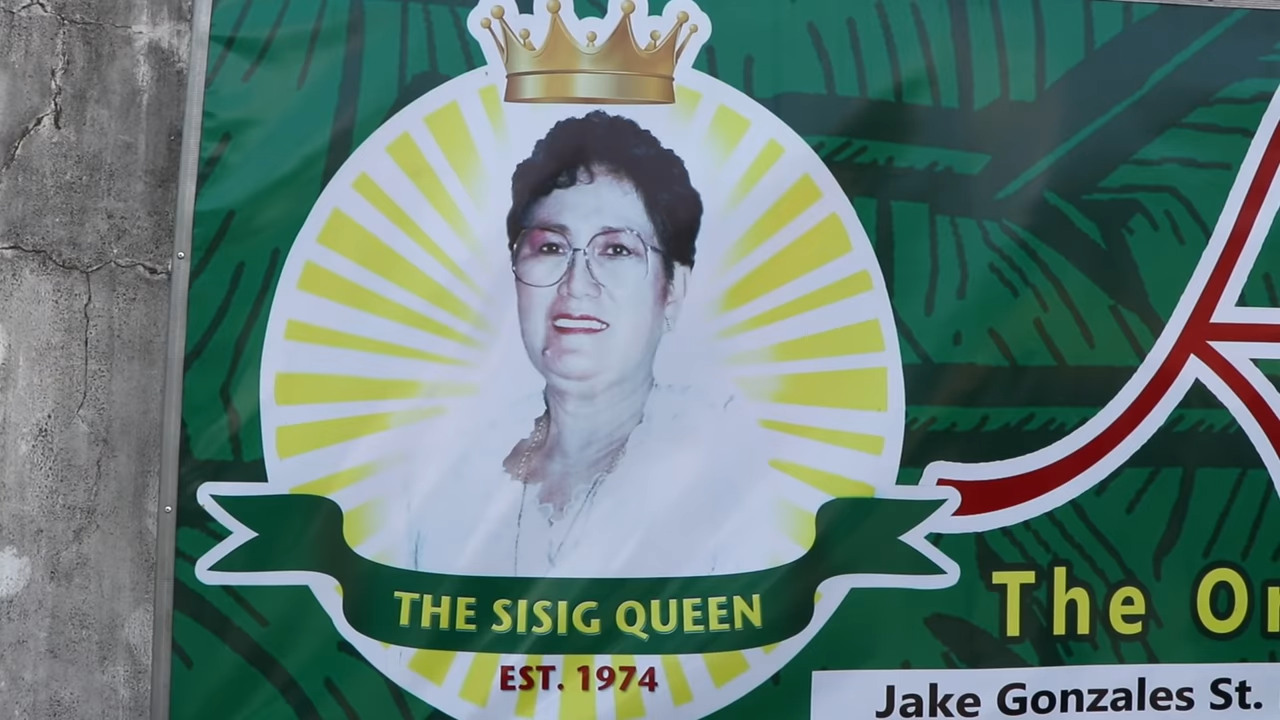 THE SISIG QUEEN
EST. 1974
A
The
Jake Gonzales St.